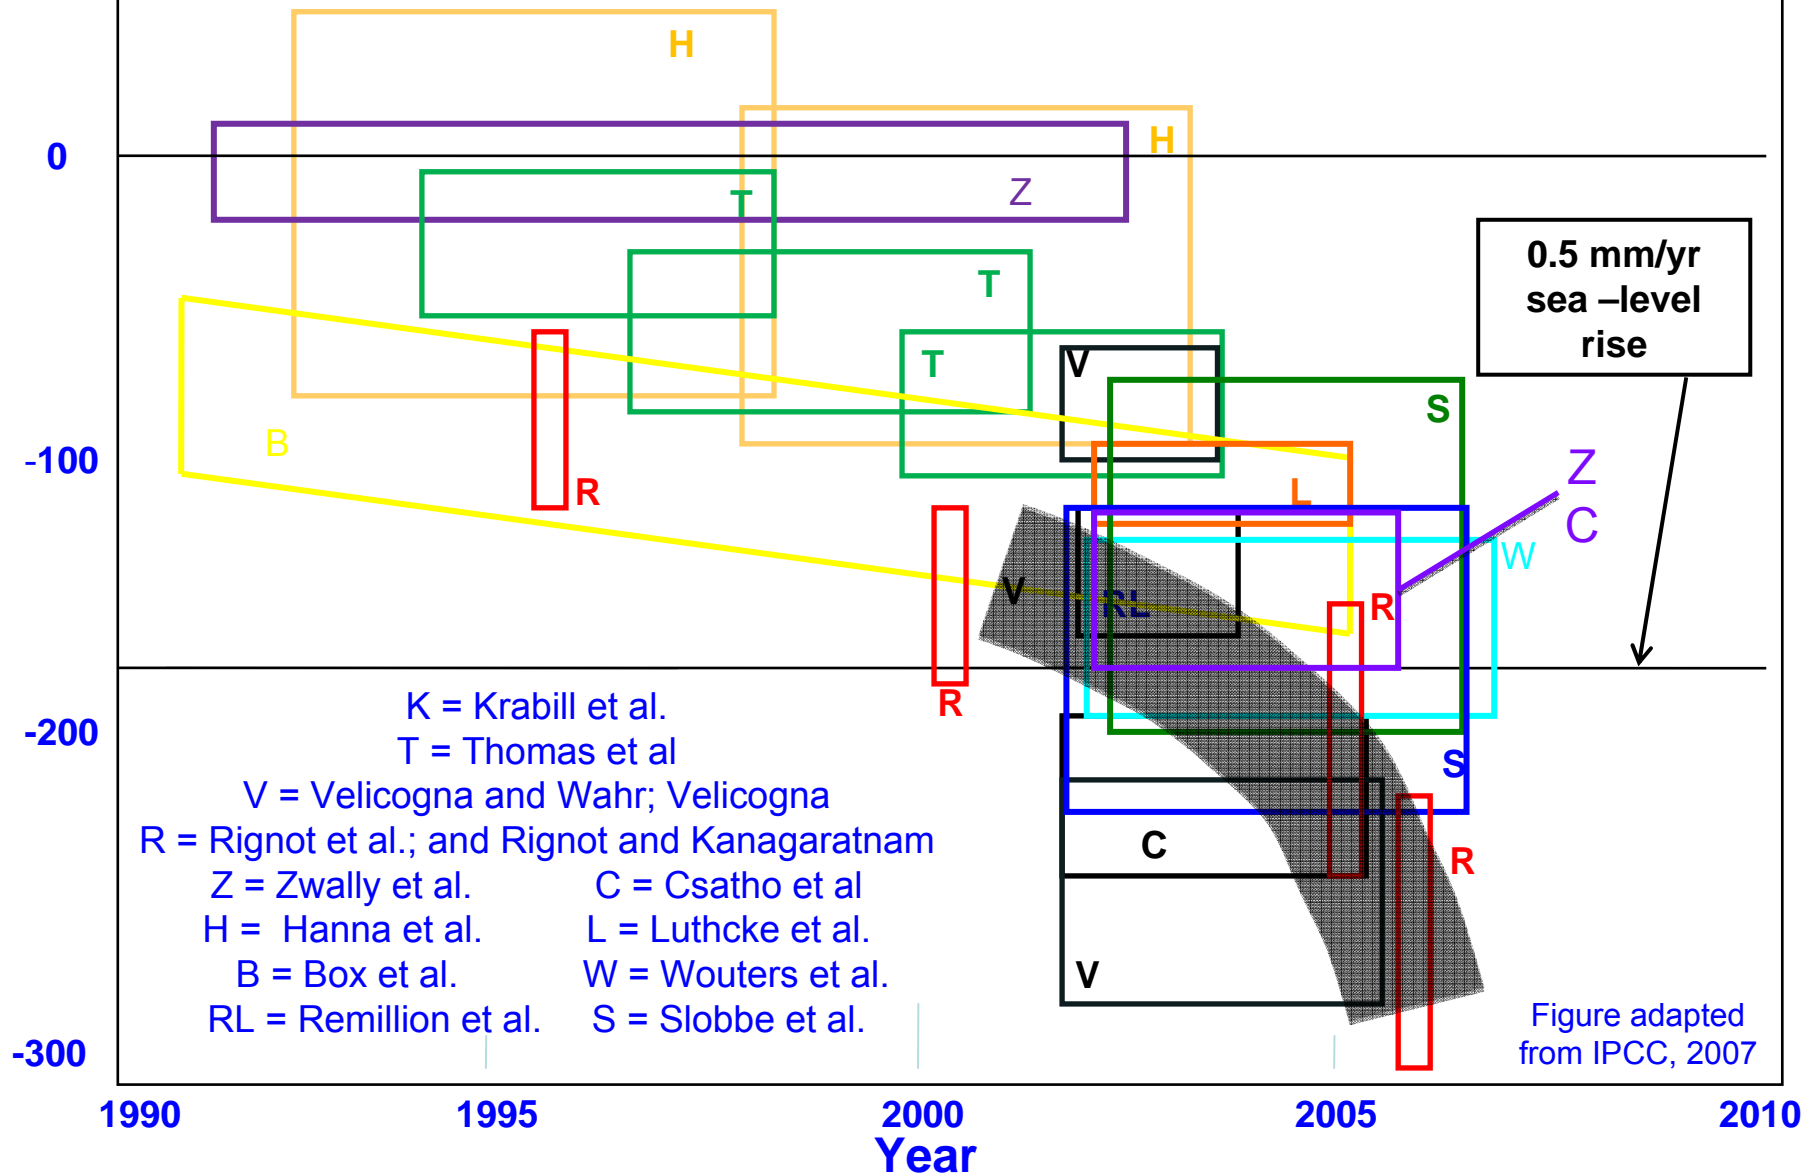 H
H
0
T
Z
0.5 mm/yr
sea –level
rise
T
V
T
S
B
-100
Z
R
L
C
W
V
RL
R
R
K = Krabill et al.
-200
T = Thomas et al
S
V = Velicogna and Wahr; Velicogna
R = Rignot et al.; and Rignot and Kanagaratnam
C
R
Z = Zwally et al.
C = Csatho et al
H = Hanna et al.
L = Luthcke et al.
B = Box et al.
W = Wouters et al.
V
RL = Remillion et al.
S = Slobbe et al.
Figure adapted
from IPCC, 2007
-300
1990
1995
2000
2005
2010
Year